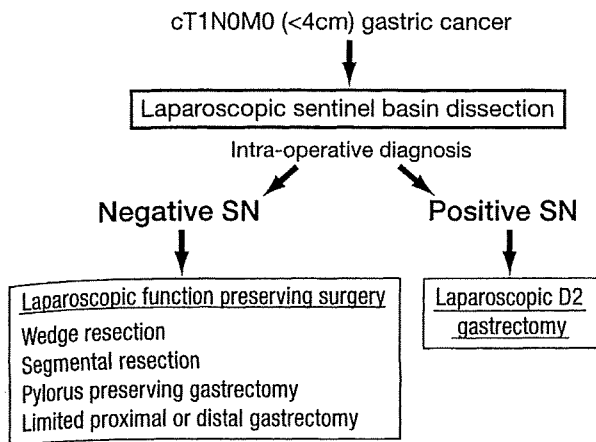 cT1N0M0 (<4cm) gastric cancer
Laparoscopic sentinel basin dissection
Intra-operative diagnosis
Negative SN
Positive SN
Laparoscopic function preserving surgery
Wedge resection
Segmental resection
Pylorus preserving gastrectomy
Limited proximal or distal gastrectomy
Laparoscopic D2
gastrectomy